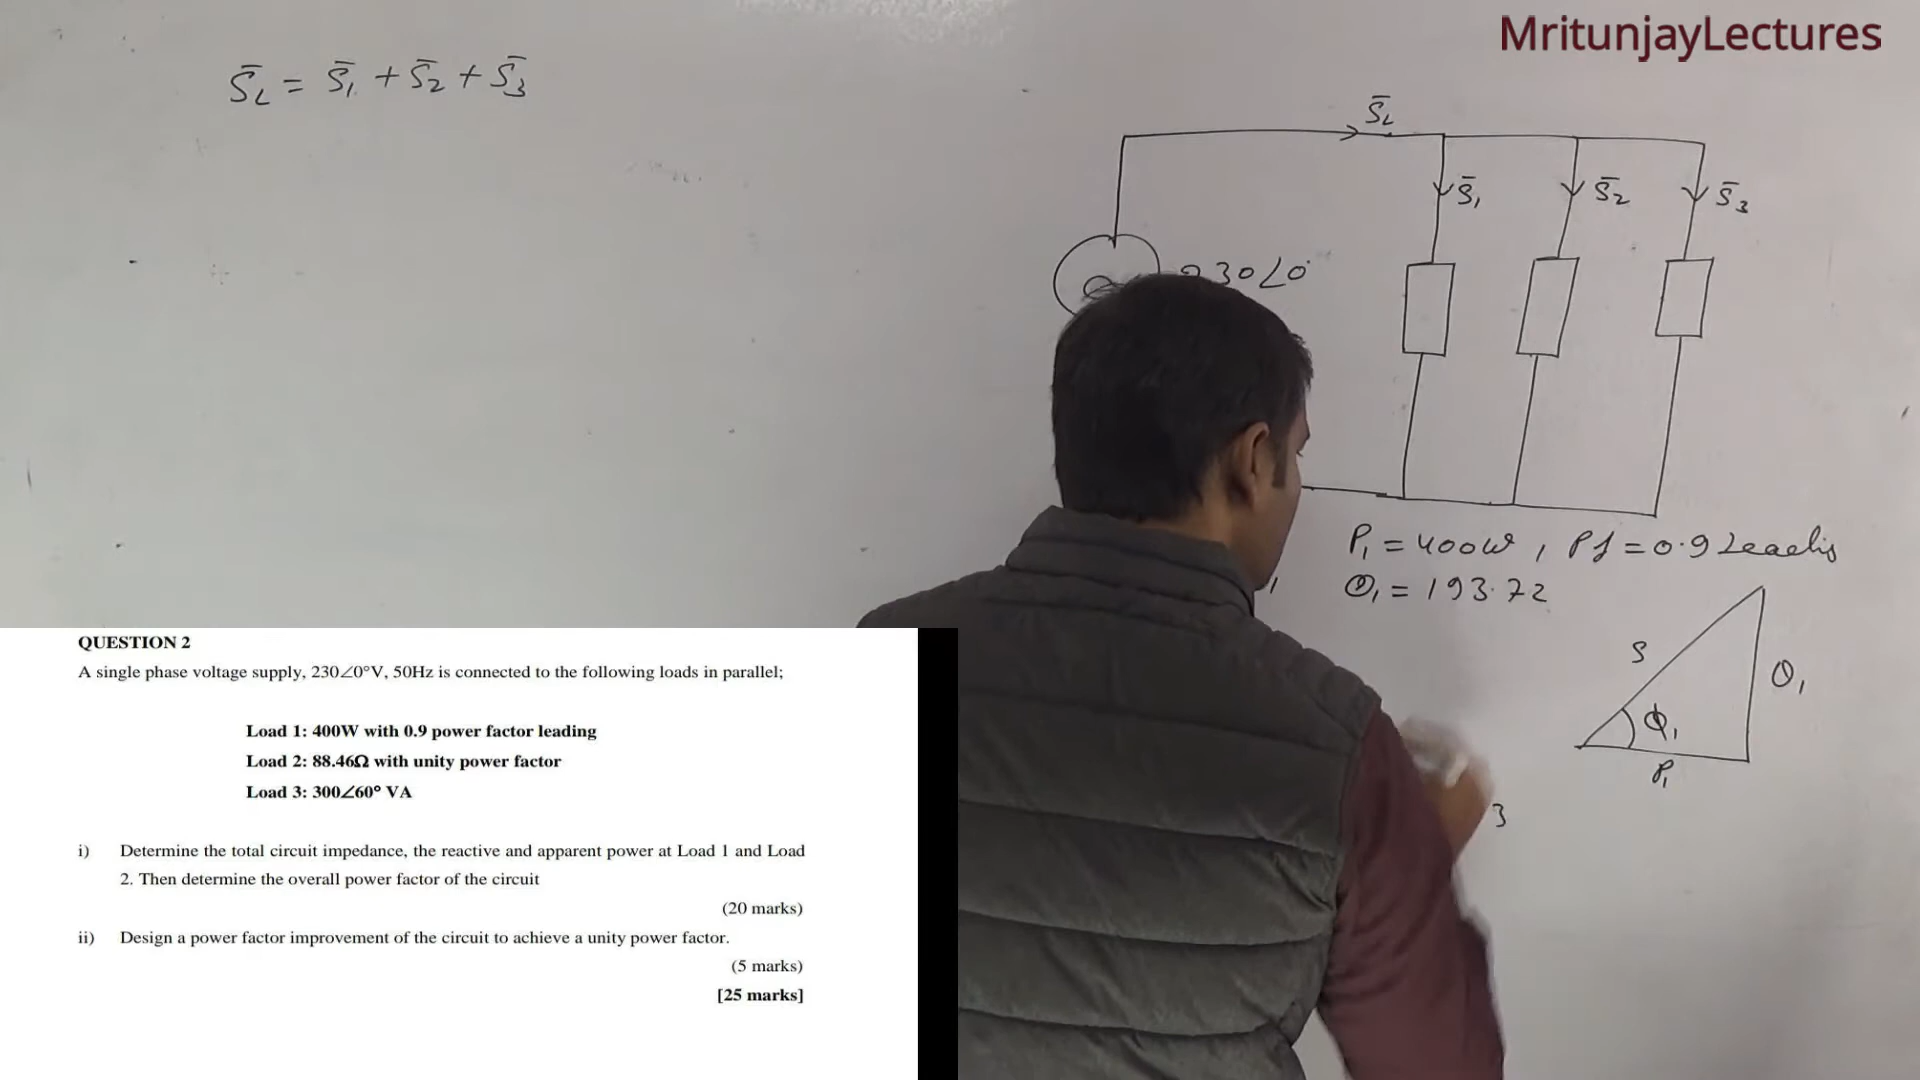 MritunjayLectures
S̄L = S̄1 + S̄2 + S̄3
S̄L
S̄1
S̄2
S̄3
230∠0°
P1 = 400W , Pf = 0.9 Leading
Q1 = 193.72
S
Q1
ϕ1
P1
3
QUESTION 2
A single phase voltage supply, 230∠0°V, 50Hz is connected to the following loads in parallel;
Load 1: 400W with 0.9 power factor leading
Load 2: 88.46Ω with unity power factor
Load 3: 300∠60° VA
i) Determine the total circuit impedance, the reactive and apparent power at Load 1 and Load
2. Then determine the overall power factor of the circuit
(20 marks)
ii) Design a power factor improvement of the circuit to achieve a unity power factor.
(5 marks)
[25 marks]